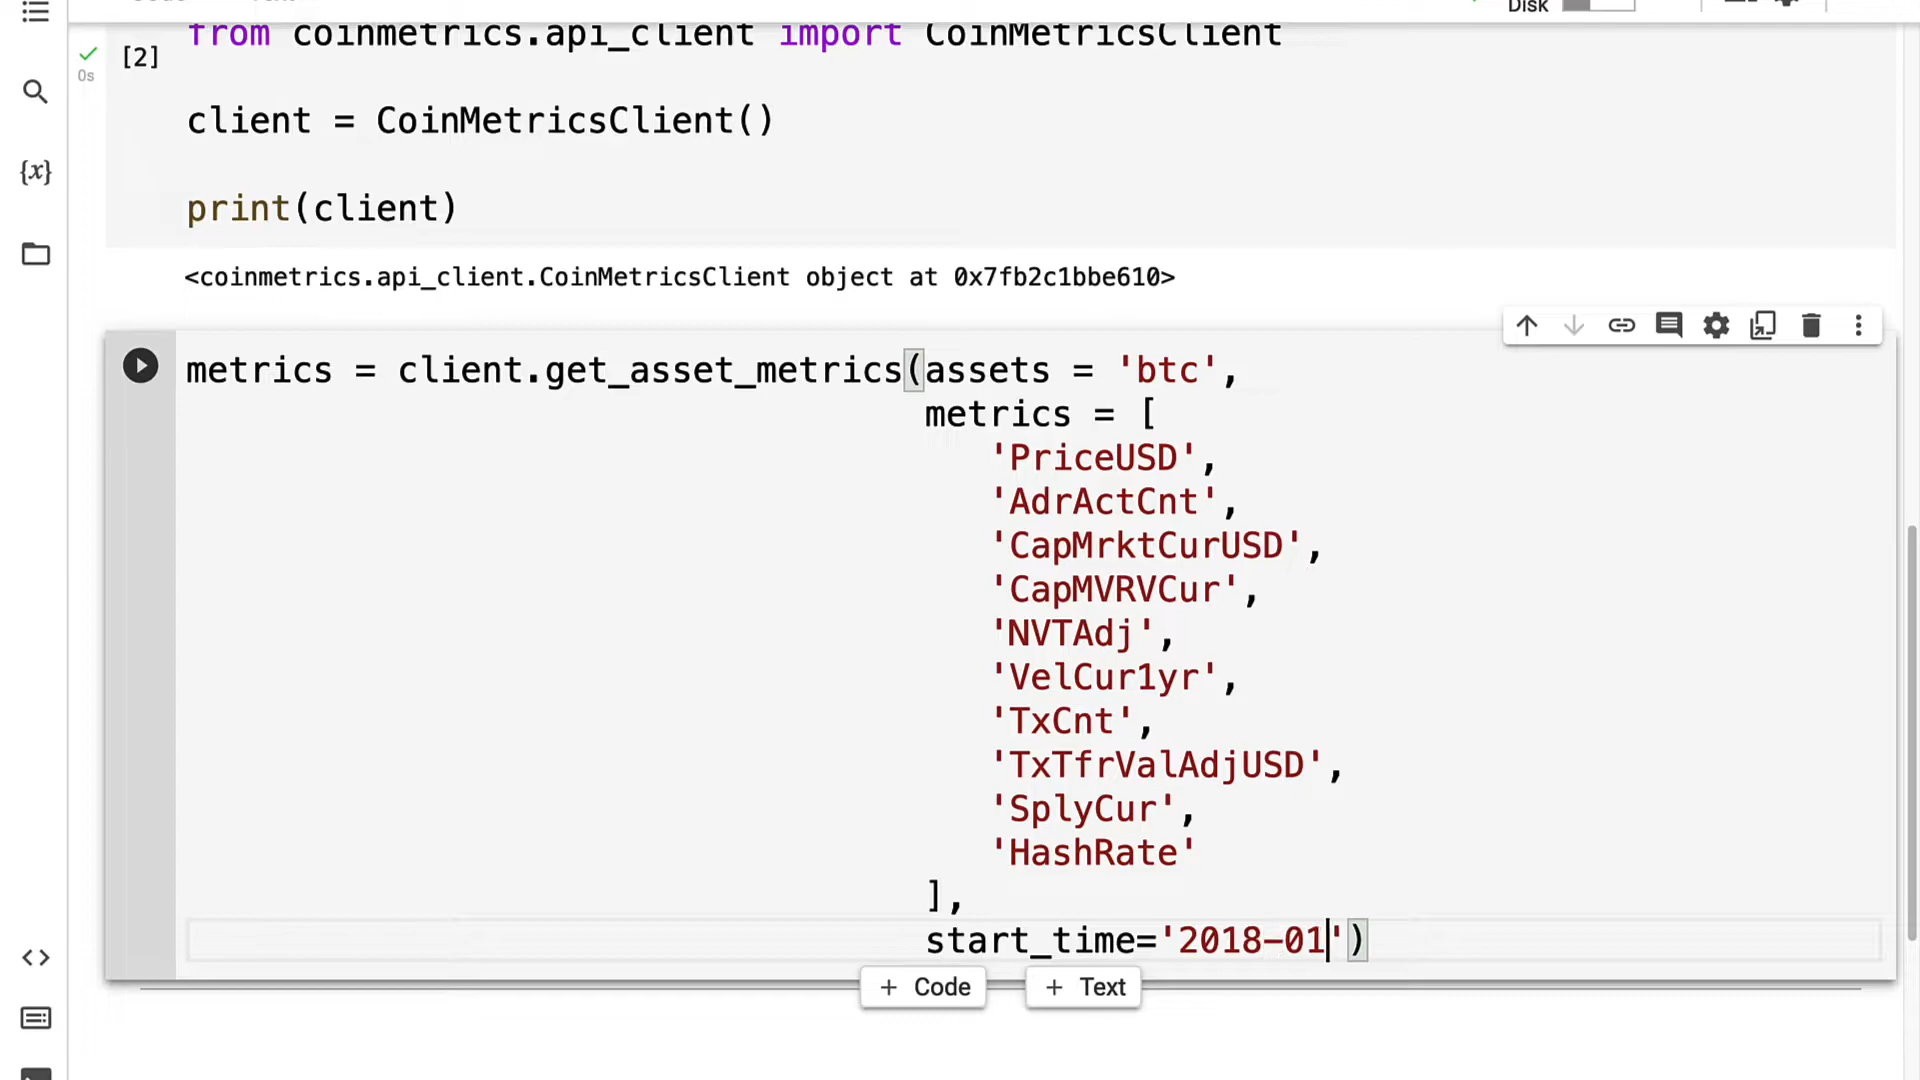 Disk
from coinmetrics.api_client import CoinMetricsClient
[2]
0s
client = CoinMetricsClient()
{x}
print(client)
<coinmetrics.api_client.CoinMetricsClient object at 0x7fb2c1bbe610>
metrics = client.get_asset_metrics(assets = 'btc',
metrics = [
'PriceUSD',
'AdrActCnt',
'CapMrktCurUSD',
'CapMVRVCur',
'NVTAdj',
'VelCur1yr',
'TxCnt',
'TxTfrValAdjUSD',
'SplyCur',
'HashRate'
],
start_time='2018-01')
+ Code + Text